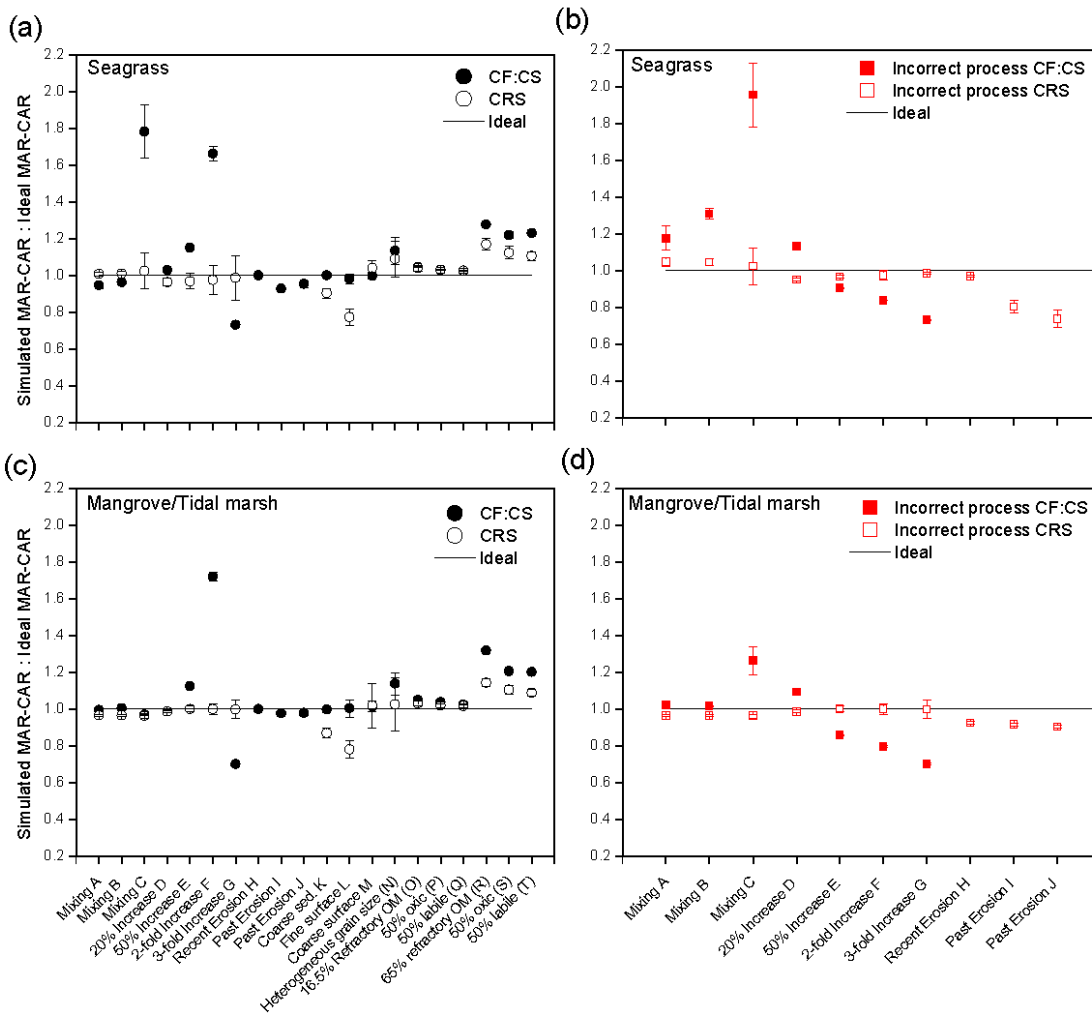 (a)
Simulated MAR-CAR : Ideal MAR-CAR
2.2
2.0
1.8
1.6
1.4
1.2
1.0
0.8
0.6
0.4
0.2
Seagrass
CF:CS
CRS
Ideal
(b)
2.2
2.0
1.8
1.6
1.4
1.2
1.0
0.8
0.6
0.4
0.2
Seagrass
Incorrect process CF:CS
Incorrect process CRS
Ideal
(c)
Simulated MAR-CAR : Ideal MAR-CAR
2.2
2.0
1.8
1.6
1.4
1.2
1.0
0.8
0.6
0.4
0.2
Mangrove/Tidal marsh
CF:CS
CRS
Ideal
Mixing A
Mixing B
Mixing C
20% Increase D
50% Increase E
2-fold Increase F
3-fold Increase G
Recent Erosion H
Past Erosion I
Past Erosion J
Coarse sed. K
Fine surface L
Coarse surface M
Heterogeneous grain size (N)
16.5% Refractory OM (O)
50% oxic (P)
50% labile (Q)
65% refractory OM (R)
50% oxic (S)
50% labile (T)
(d)
2.2
2.0
1.8
1.6
1.4
1.2
1.0
0.8
0.6
0.4
0.2
Mangrove/Tidal marsh
Incorrect process CF:CS
Incorrect process CRS
Ideal
Mixing A
Mixing B
Mixing C
20% Increase D
50% Increase E
2-fold Increase F
3-fold Increase G
Recent Erosion H
Past Erosion I
Past Erosion J